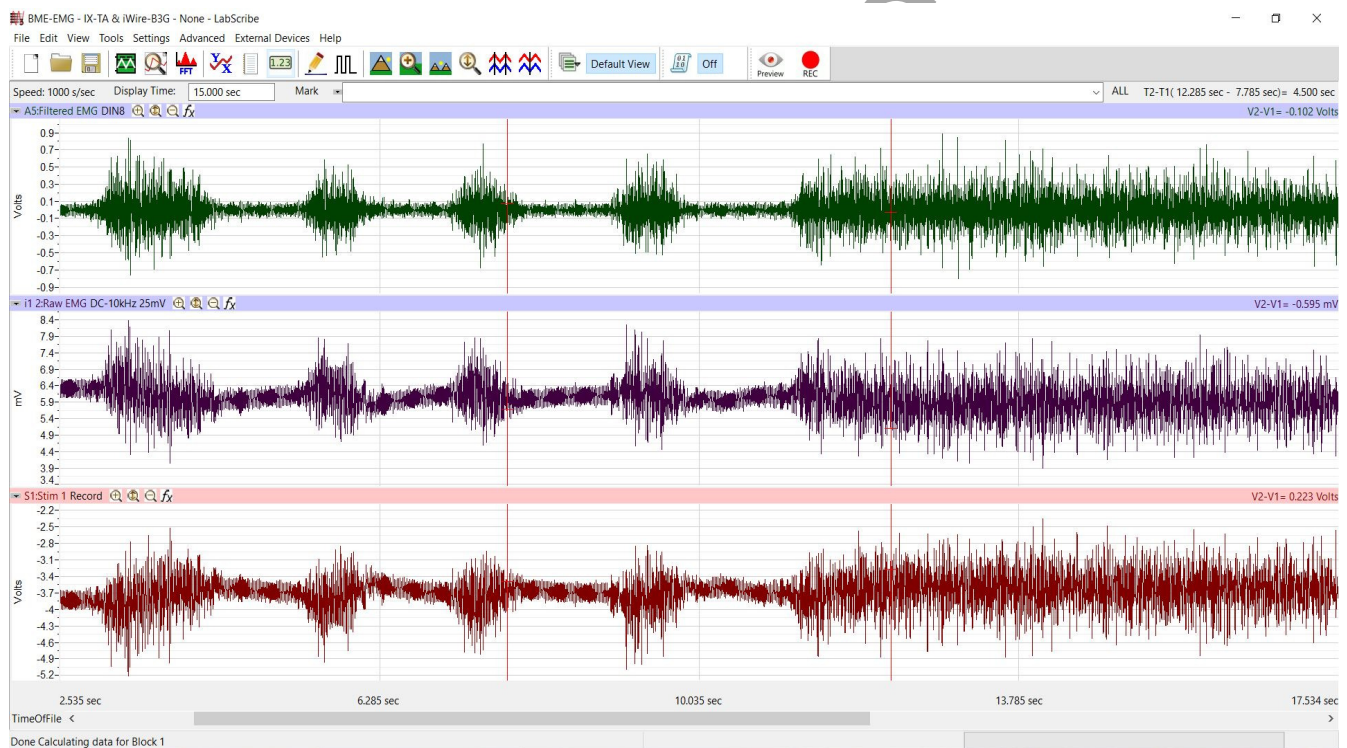 BME-EMG - IX-TA & iWire-B3G - None - LabScribe
File Edit View Tools Settings Advanced External Devices Help
FFT Y X 1.23 Default View 01 10 Off Preview REC
Speed: 1000 s/sec Display Time: 15.000 sec Mark ALL T2-T1( 12.285 sec - 7.785 sec)= 4.500 sec
A5:Filtered EMG DIN8 fx V2-V1= -0.102 Volts
0.9-
0.7-
0.5-
0.3-
0.1-
-0.1-
-0.3-
-0.5-
-0.7-
-0.9-
Volts
i1 2:Raw EMG DC-10kHz 25mV fx V2-V1= -0.595 mV
8.4-
7.9-
7.4-
6.9-
6.4-
5.9-
5.4-
4.9-
4.4-
3.9-
3.4
mV
S1:Stim 1 Record fx V2-V1= 0.223 Volts
-2.2-
-2.5-
-2.8-
-3.1-
-3.4-
-3.7-
-4-
-4.3-
-4.6-
-4.9-
-5.2-
Volts
2.535 sec 6.285 sec 10.035 sec 13.785 sec 17.534 sec
TimeOfFile < >
Done Calculating data for Block 1